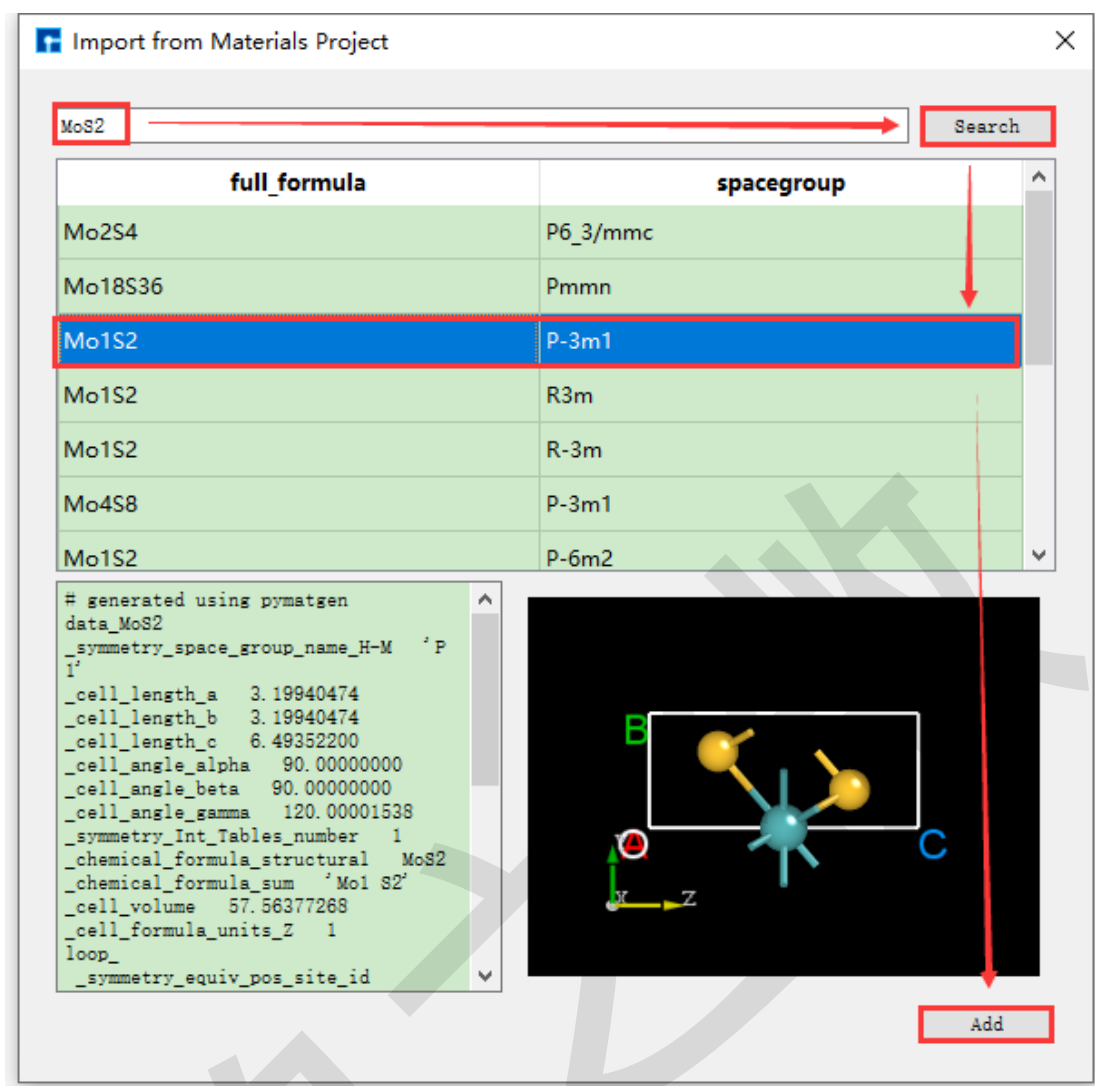 Import from Materials Project
MoS2
Search
full_formula spacegroup
Mo2S4 P6_3/mmc
Mo18S36 Pmmn
Mo1S2 P-3m1
Mo1S2 R3m
Mo1S2 R-3m
Mo4S8 P-3m1
Mo1S2 P-6m2
# generated using pymatgen
data_MoS2
_symmetry_space_group_name_H-M 'P
1'
_cell_length_a 3.19940474
_cell_length_b 3.19940474
_cell_length_c 6.49352200
_cell_angle_alpha 90.00000000
_cell_angle_beta 90.00000000
_cell_angle_gamma 120.00001538
_symmetry_Int_Tables_number 1
_chemical_formula_structural MoS2
_chemical_formula_sum 'Mo1 S2'
_cell_volume 57.56377268
_cell_formula_units_Z 1
loop_
_symmetry_equiv_pos_site_id
B
A
C
X
Z
Add